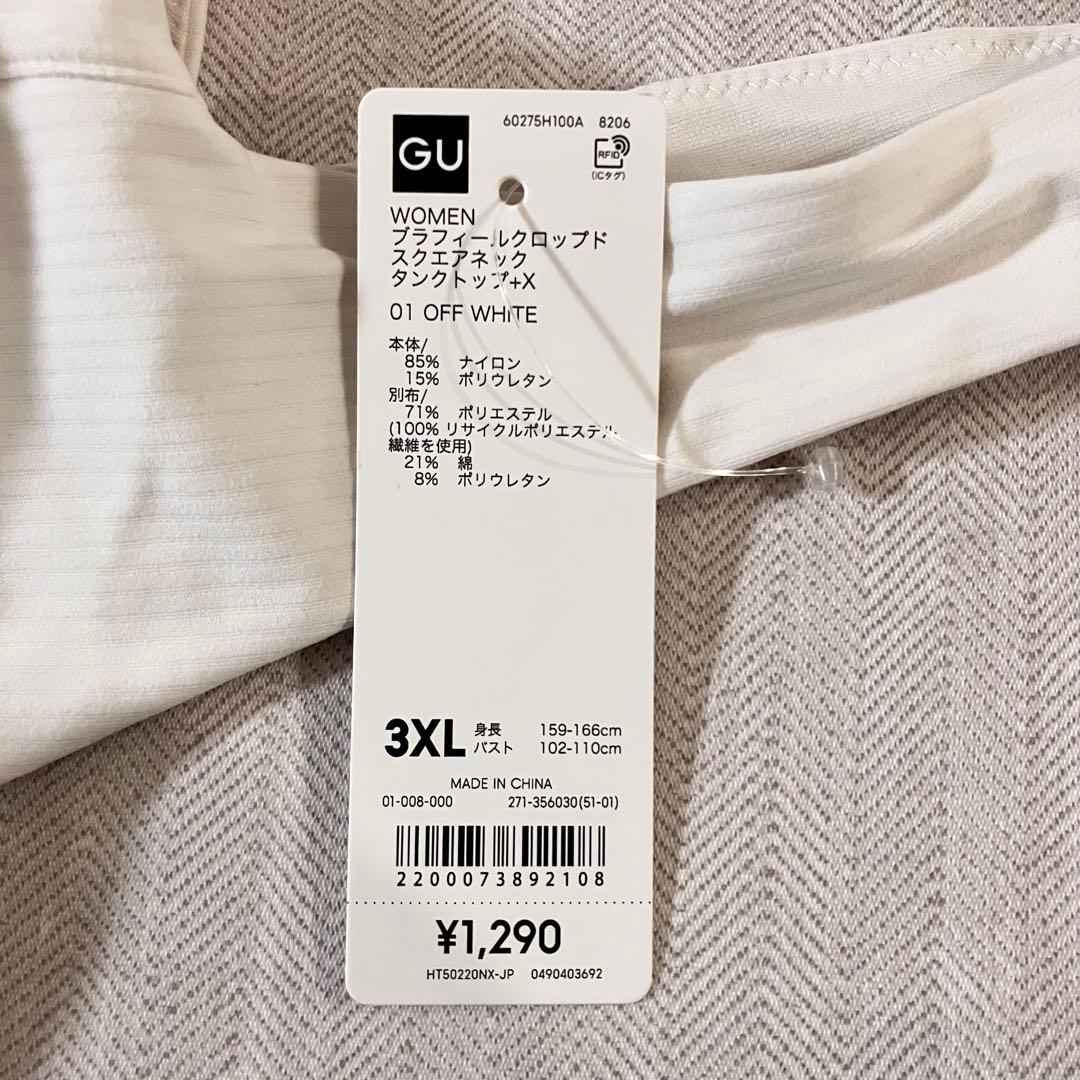 GU
60275H100A 8206
RFID
(ICタグ)
WOMEN
ブラフィールクロップド
スクエアネック
タンクトップ+X
01 OFF WHITE
本体/
85% ナイロン
15% ポリウレタン
別布/
71% ポリエステル
(100% リサイクルポリエステル
繊維を使用)
21% 綿
8% ポリウレタン
3XL 身長 159-166cm
バスト 102-110cm
MADE IN CHINA
01-008-000 271-356030(51-01)
2200073892108
¥1,290
HT50220NX-JP 0490403692